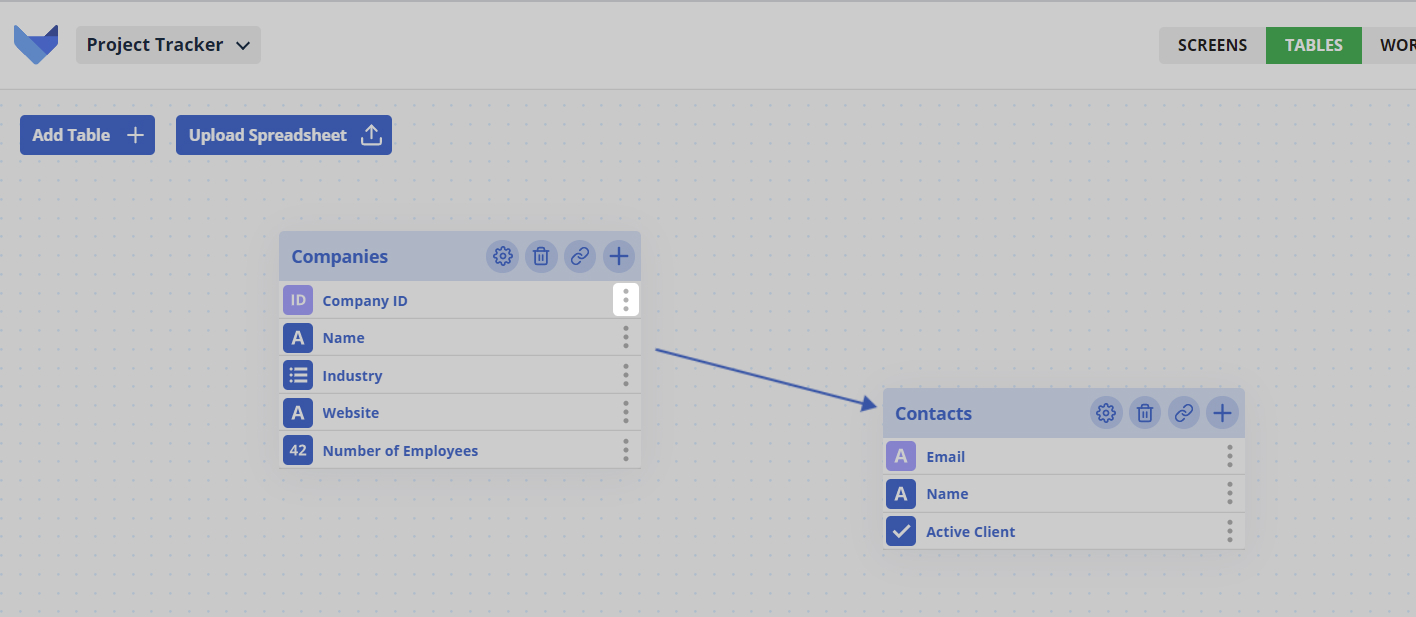 Project Tracker
SCREENS
TABLES
WOR
Add Table
Upload Spreadsheet
Companies
ID Company ID
A Name
Industry
A Website
42 Number of Employees
Contacts
A Email
A Name
Active Client